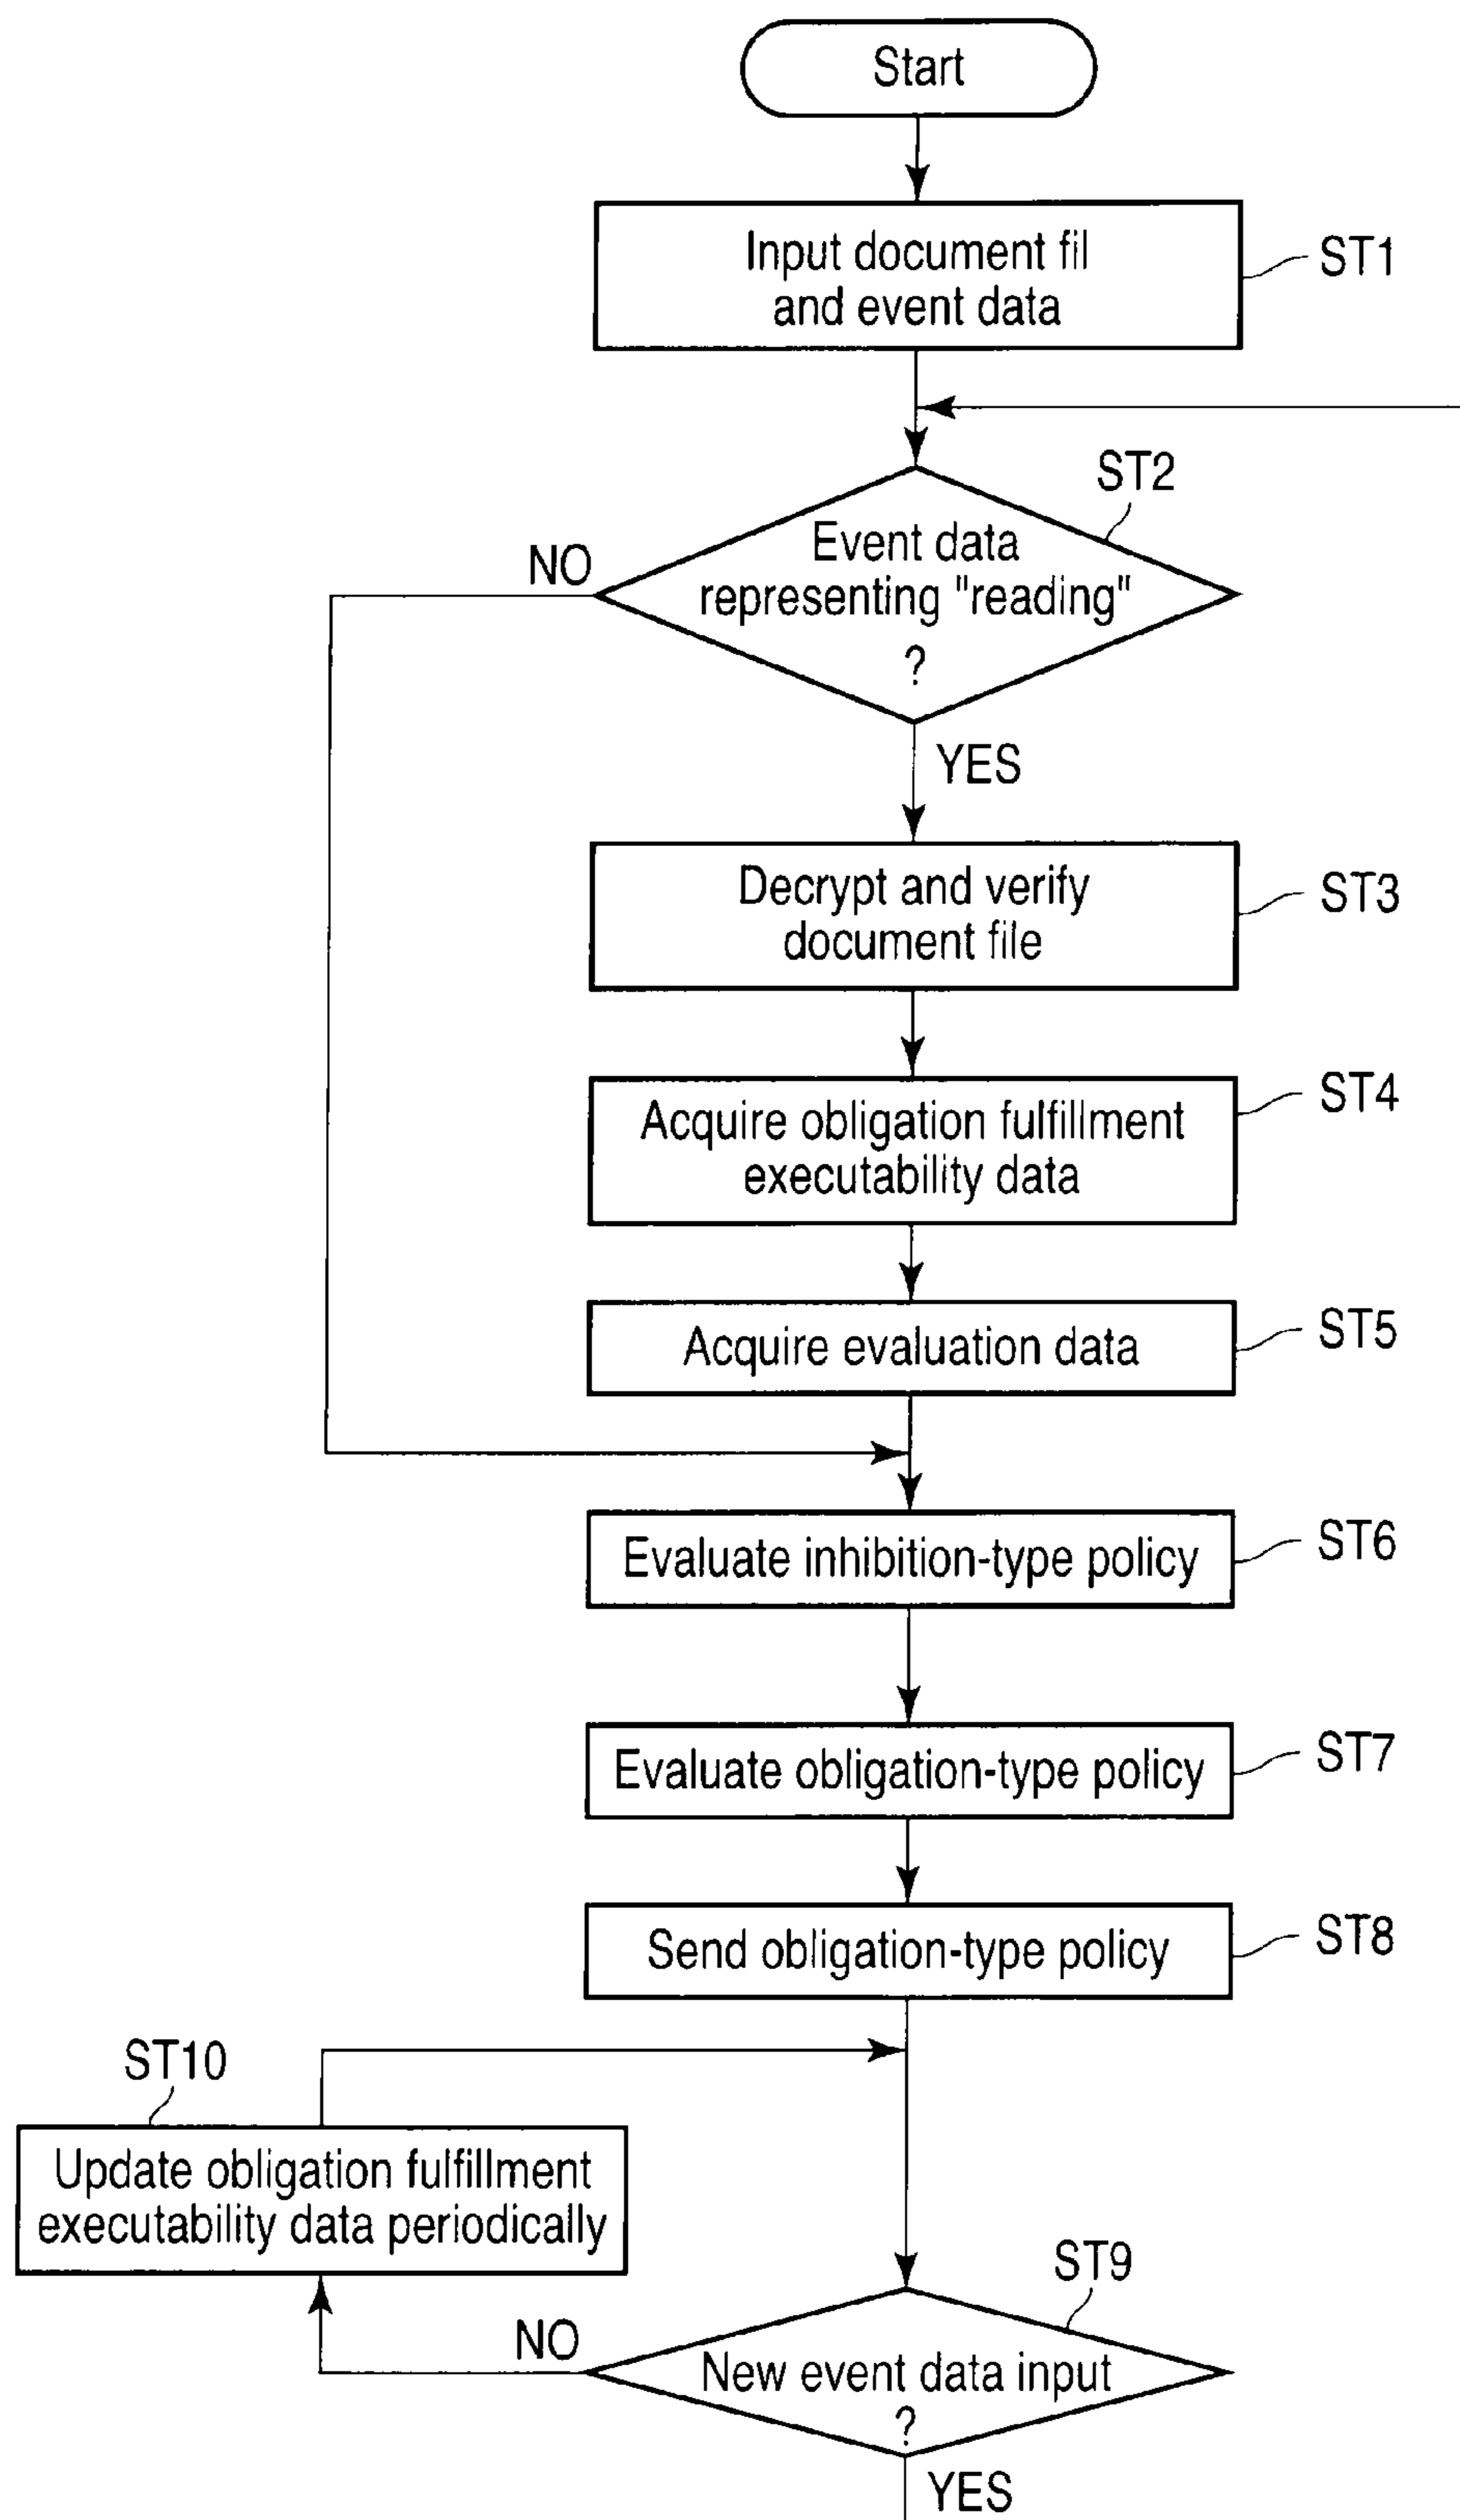 Start
Input document fil
and event data
ST1
ST2
Event data
representing "reading"
?
NO
YES
Decrypt and verify
document file
ST3
Acquire obligation fulfillment
executability data
ST4
Acquire evaluation data
ST5
Evaluate inhibition-type policy
ST6
Evaluate obligation-type policy
ST7
Send obligation-type policy
ST8
ST10
Update obligation fulfillment
executability data periodically
ST9
NO
New event data input
?
YES